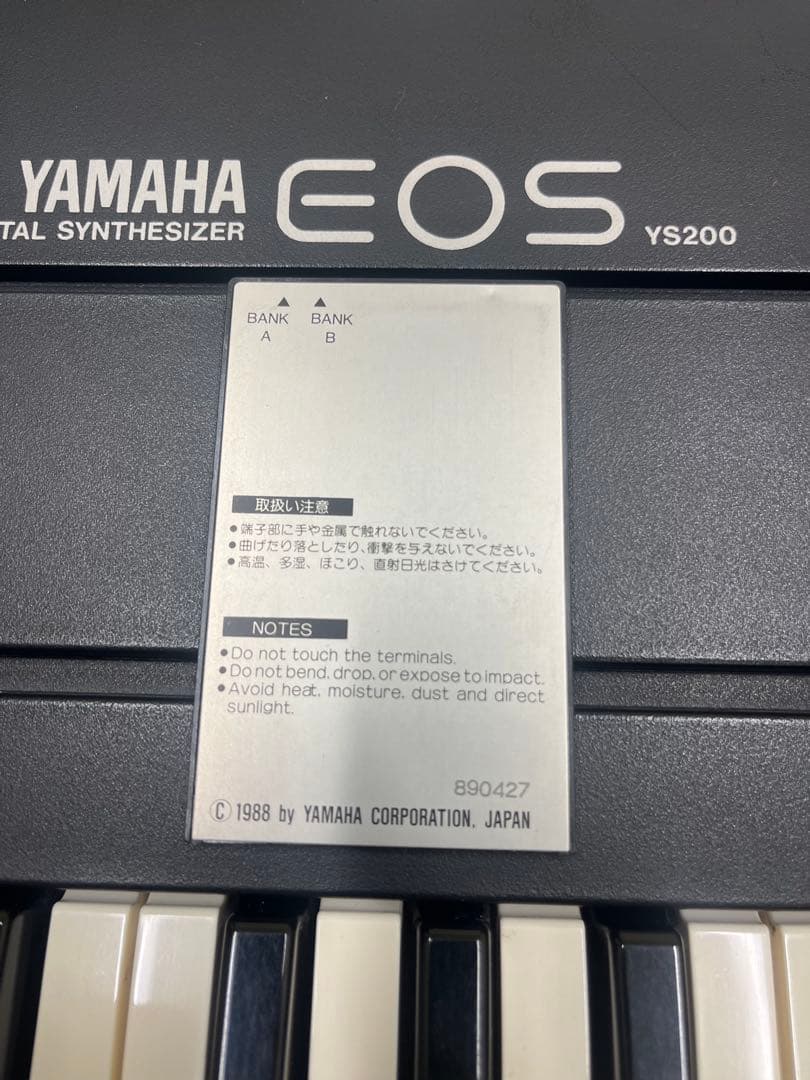 YAMAHA EOS YS200
TAL SYNTHESIZER
▲ ▲
BANK BANK
A B
取扱い注意
●端子部に手や金属で触れないでください。
●曲げたり落としたり、衝撃を与えないでください。
●高温、多湿、ほこり、直射日光はさけてください。
NOTES
●Do not touch the terminals.
●Do not bend, drop, or expose to impact.
●Avoid heat, moisture, dust and direct
sunlight.
890427
Ⓒ 1988 by YAMAHA CORPORATION, JAPAN